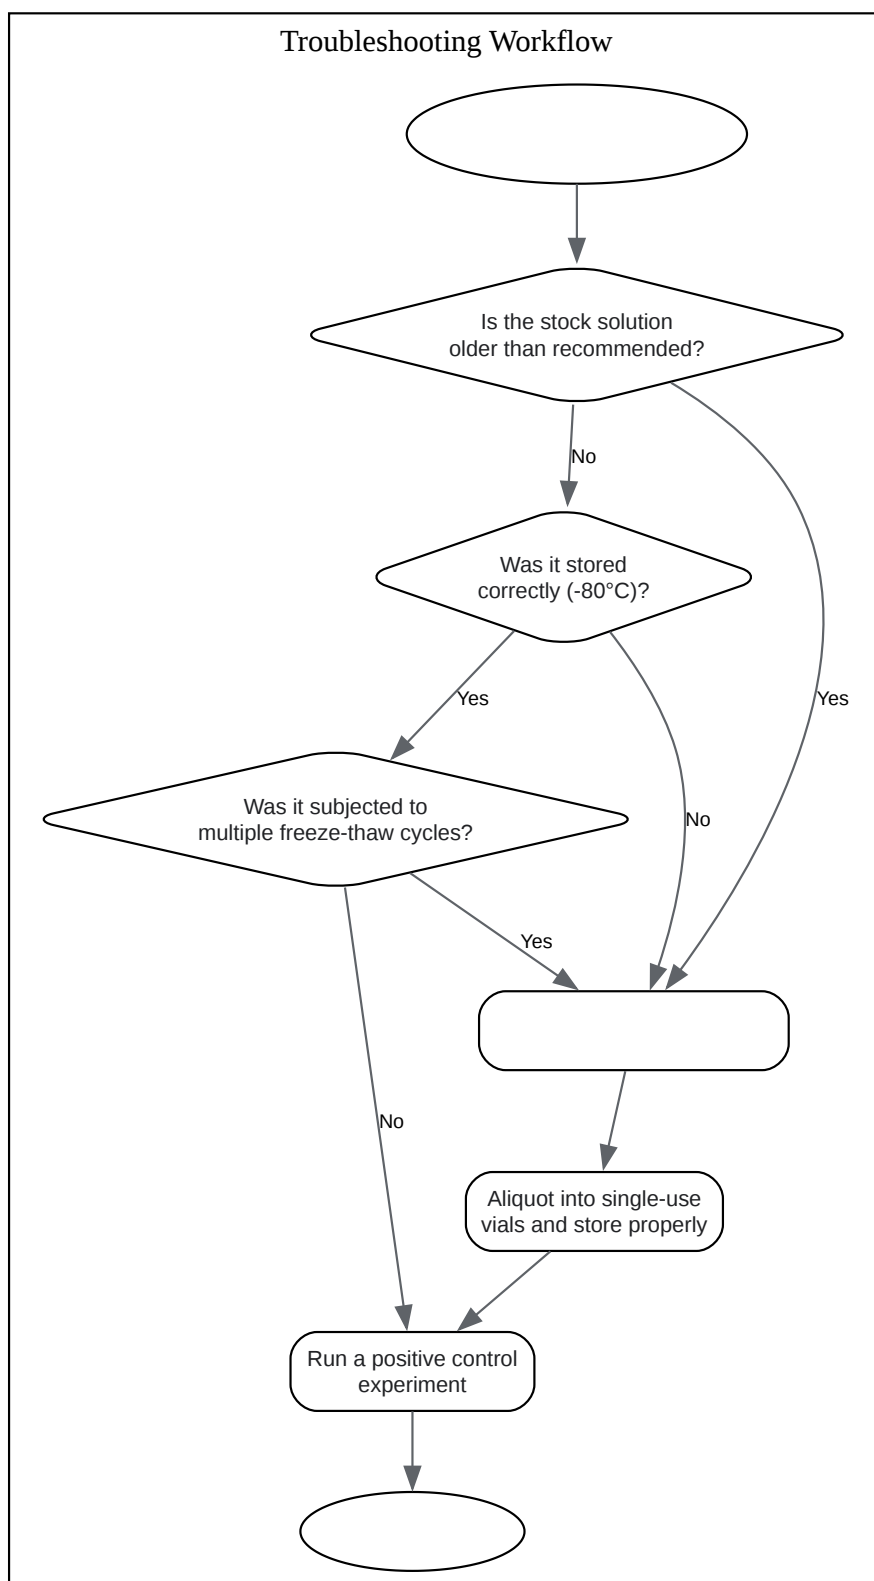 Troubleshooting Workflow
Is the stock solution
older than recommended?
No
Was it stored
correctly (-80°C)?
Yes
Yes
Was it subjected to
multiple freeze-thaw cycles?
No
Yes
No
Aliquot into single-use
vials and store properly
Run a positive control
experiment